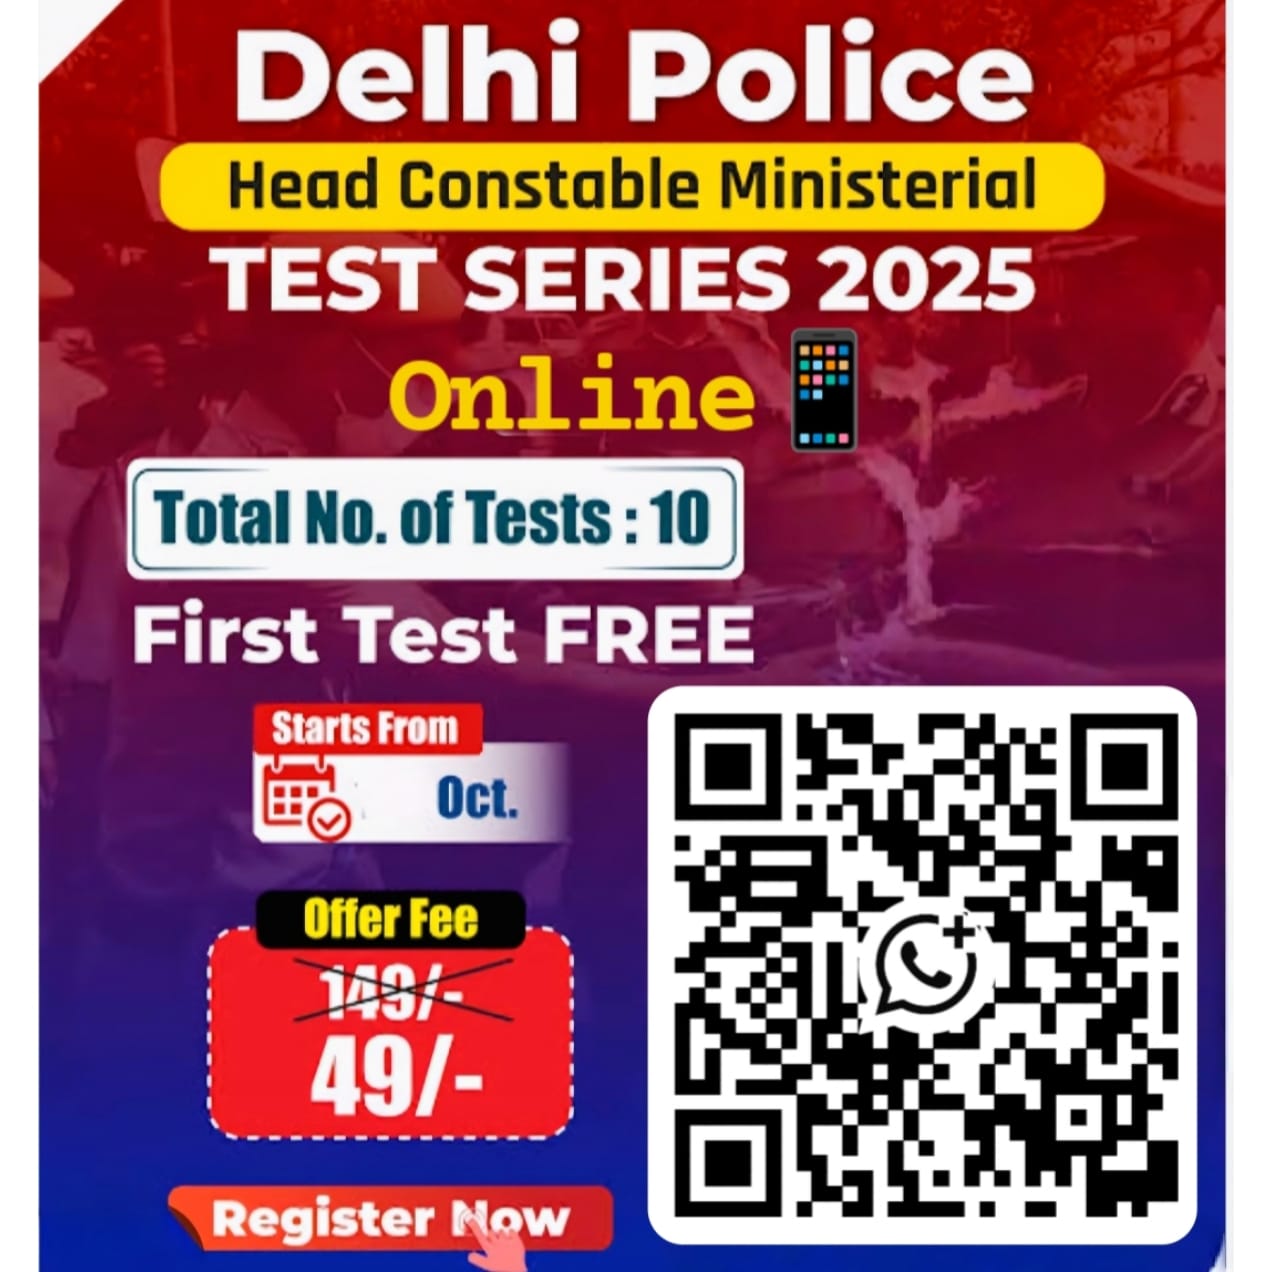 Delhi Police
Head Constable Ministerial
TEST SERIES 2025
Online
Total No. of Tests : 10
First Test FREE
Starts From
Oct.
Offer Fee
149/-
49/-
Register Now